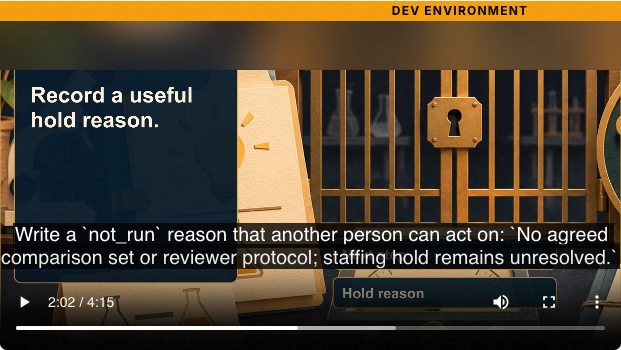 DEV ENVIRONMENT
Record a useful
hold reason.
Write a `not_run` reason that another person can act on: `No agreed
comparison set or reviewer protocol; staffing hold remains unresolved.`
Hold reason
2:02 / 4:15